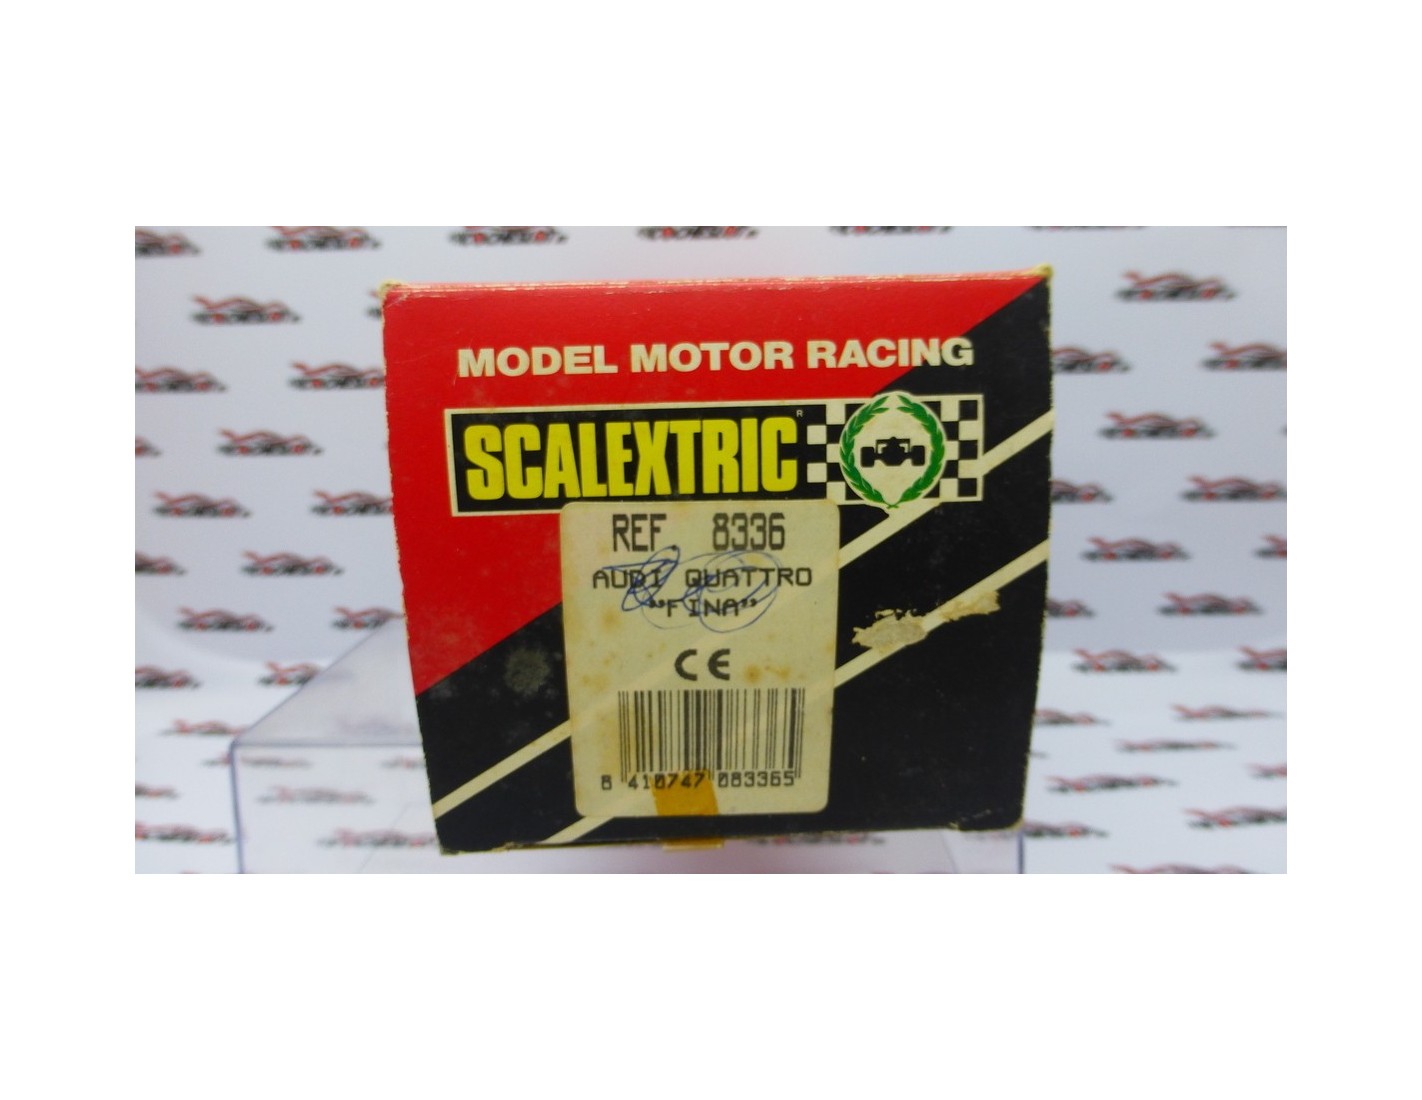 MODEL MOTOR RACING
SCALEXTRIC®
REF. 8336
AUDI QUATTRO
"FINA"
CE
8 410747 083365